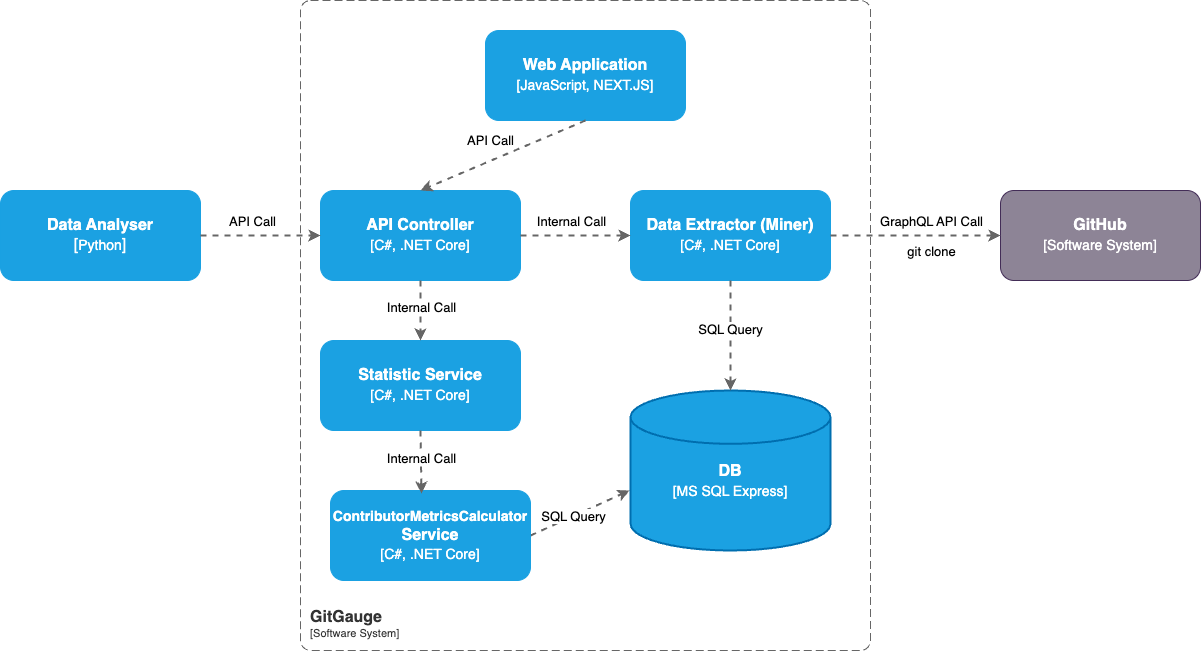 Web Application
[JavaScript, NEXT.JS]
API Call
Data Analyser
[Python]
API Call
API Controller
[C#, .NET Core]
Internal Call
Data Extractor (Miner)
[C#, .NET Core]
GraphQL API Call
git clone
GitHub
[Software System]
Internal Call
SQL Query
Statistic Service
[C#, .NET Core]
Internal Call
DB
[MS SQL Express]
ContributorMetricsCalculator
Service
[C#, .NET Core]
SQL Query
GitGauge
[Software System]